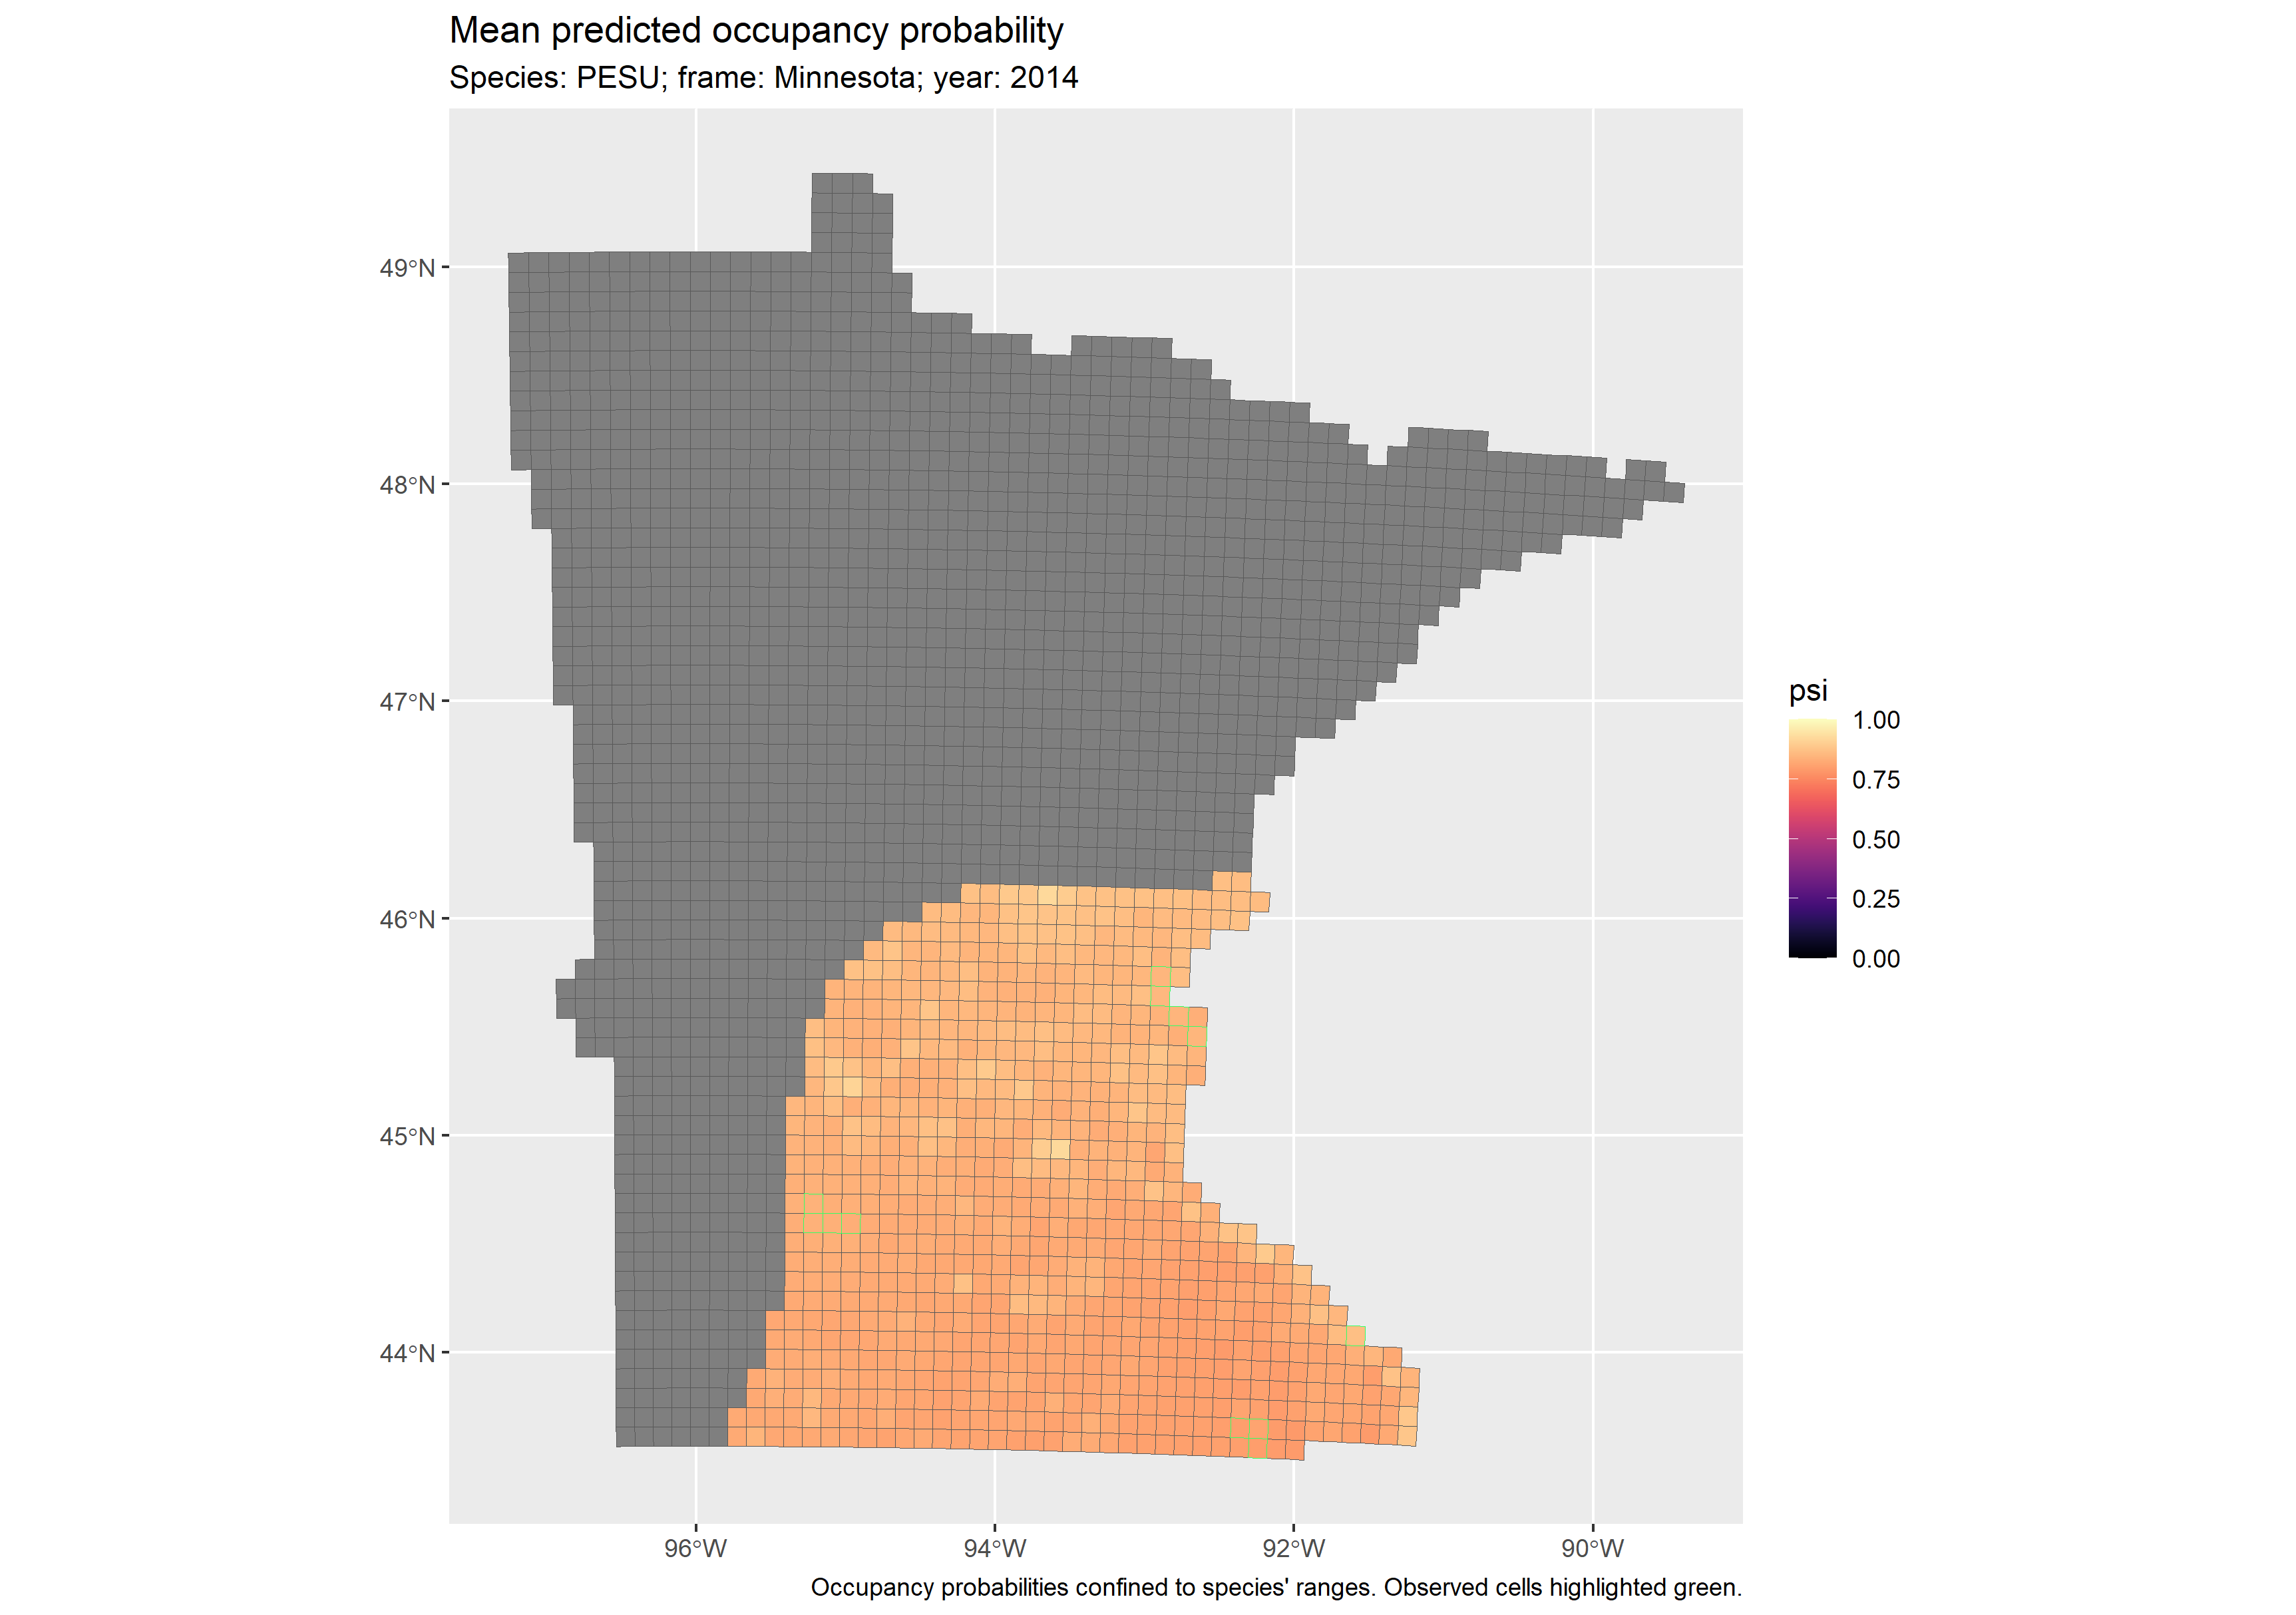 Mean predicted occupancy probability
Species: PESU; frame: Minnesota; year: 2014
49°N
48°N
47°N
46°N
45°N
44°N
96°W
94°W
92°W
90°W
psi
1.00
0.75
0.50
0.25
0.00
Occupancy probabilities confined to species' ranges. Observed cells highlighted green.